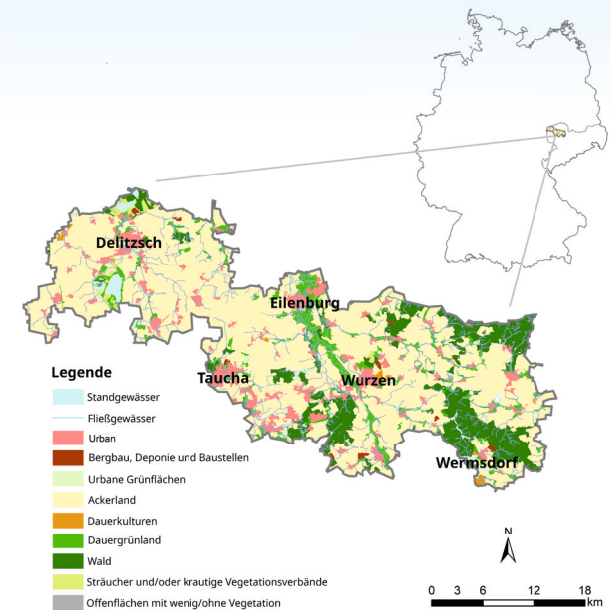 Delitzsch
Eilenburg
Taucha
Wurzen
Wermsdorf
Legende
Standgewässer
Fließgewässer
Urban
Bergbau, Deponie und Baustellen
Urbane Grünflächen
Ackerland
Dauerkulturen
Dauergrünland
Wald
Sträucher und/oder krautige Vegetationsverbände
Offenflächen mit wenig/ohne Vegetation
N
0 3 6 12 18
km